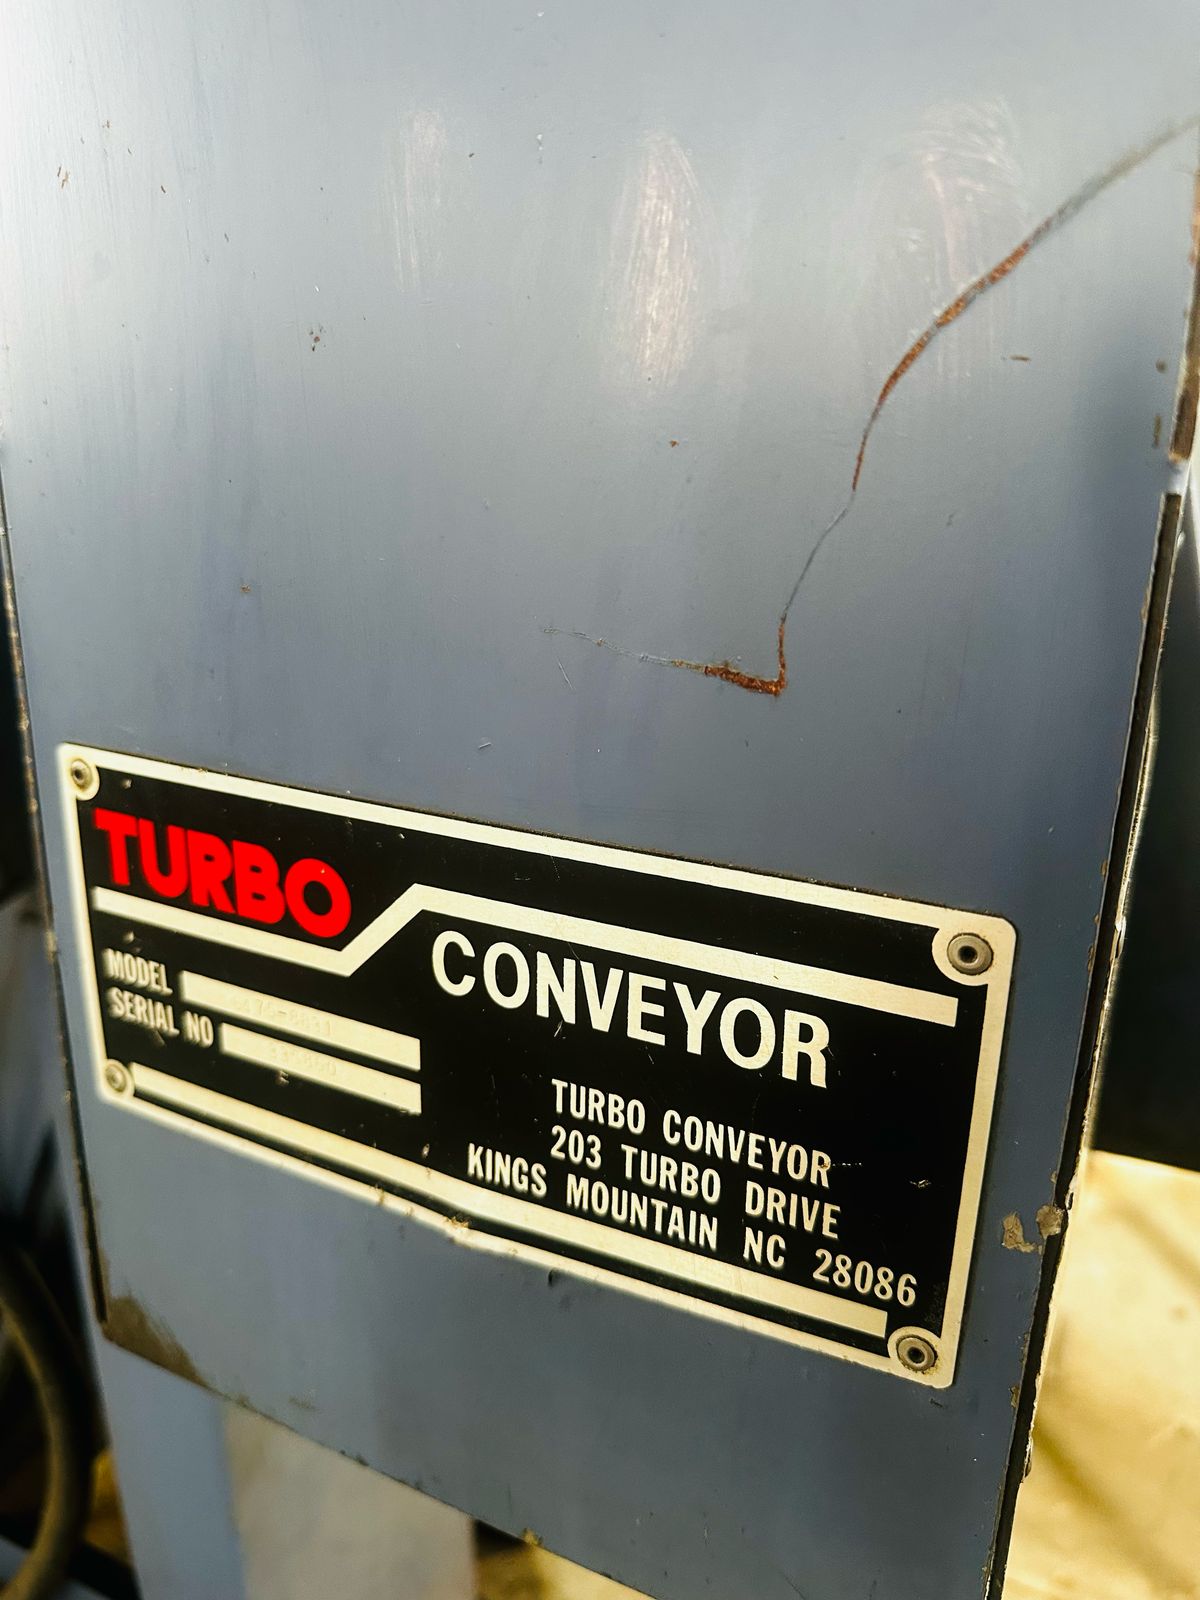 TURBO
CONVEYOR
MODEL
SERIAL NO
TURBO CONVEYOR
203 TURBO DRIVE
KINGS MOUNTAIN NC 28086